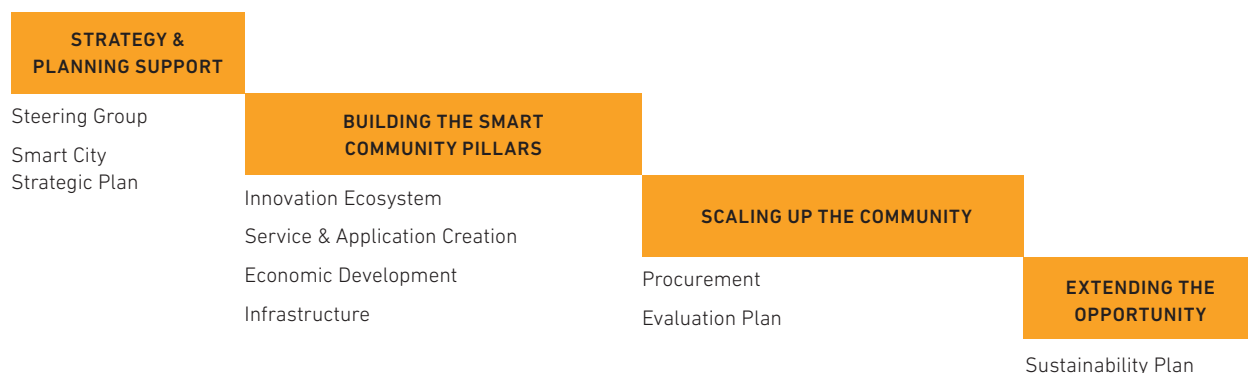 STRATEGY &
PLANNING SUPPORT
Steering Group
Smart City
Strategic Plan
BUILDING THE SMART
COMMUNITY PILLARS
Innovation Ecosystem
Service & Application Creation
Economic Development
Infrastructure
SCALING UP THE COMMUNITY
Procurement
Evaluation Plan
EXTENDING THE
OPPORTUNITY
Sustainability Plan